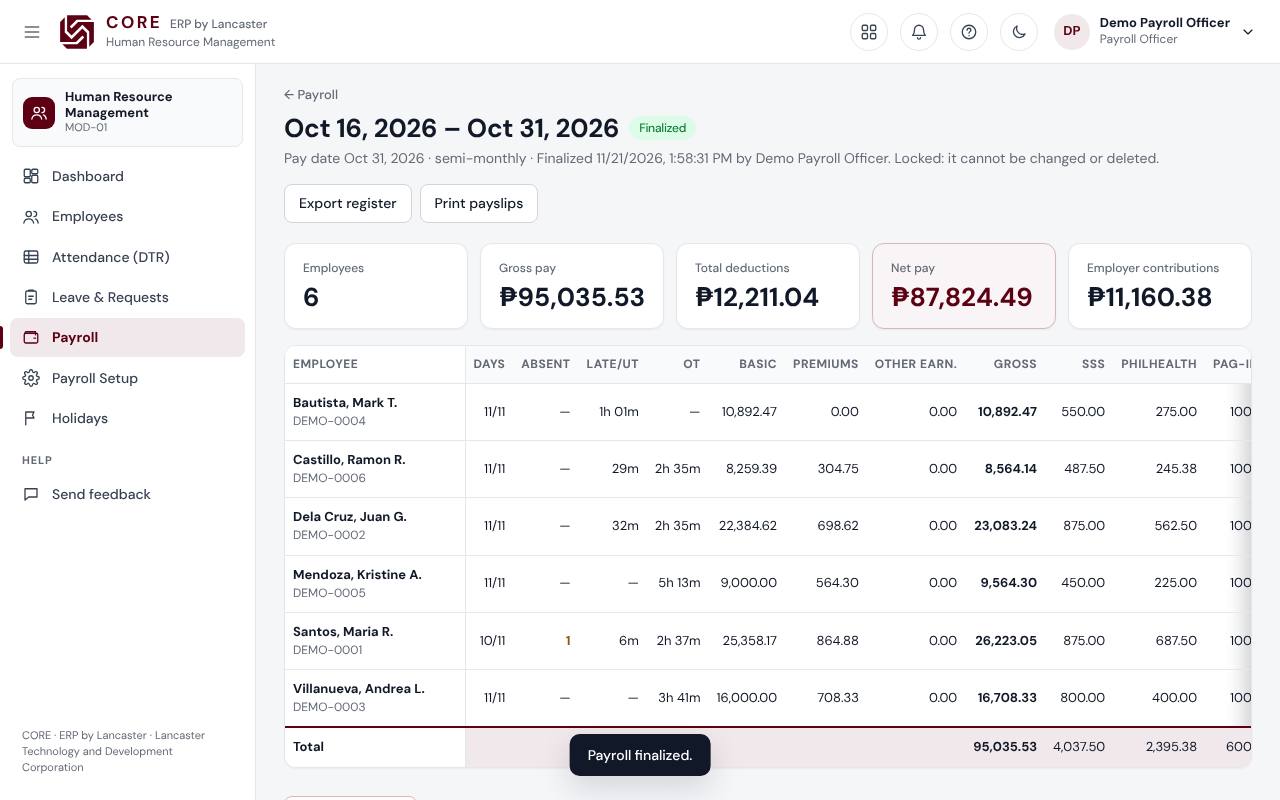 CORE ERP by Lancaster
Human Resource Management
DP
Demo Payroll Officer
Payroll Officer
Human Resource
Management
MOD-01
Dashboard
Employees
Attendance (DTR)
Leave & Requests
Payroll
Payroll Setup
Holidays
HELP
Send feedback
CORE · ERP by Lancaster · Lancaster
Technology and Development
Corporation
← Payroll
Oct 16, 2026 – Oct 31, 2026 Finalized
Pay date Oct 31, 2026 · semi-monthly · Finalized 11/21/2026, 1:58:31 PM by Demo Payroll Officer. Locked: it cannot be changed or deleted.
Export register Print payslips
Employees
6
Gross pay
₱95,035.53
Total deductions
₱12,211.04
Net pay
₱87,824.49
Employer contributions
₱11,160.38
EMPLOYEE DAYS ABSENT LATE/UT OT BASIC PREMIUMS OTHER EARN. GROSS SSS PHILHEALTH PAG-I
Bautista, Mark T.
DEMO-0004
11/11 — 1h 01m — 10,892.47 0.00 0.00 10,892.47 550.00 275.00 100
Castillo, Ramon R.
DEMO-0006
11/11 — 29m 2h 35m 8,259.39 304.75 0.00 8,564.14 487.50 245.38 100
Dela Cruz, Juan G.
DEMO-0002
11/11 — 32m 2h 35m 22,384.62 698.62 0.00 23,083.24 875.00 562.50 100
Mendoza, Kristine A.
DEMO-0005
11/11 — — 5h 13m 9,000.00 564.30 0.00 9,564.30 450.00 225.00 100
Santos, Maria R.
DEMO-0001
10/11 1 6m 2h 37m 25,358.17 864.88 0.00 26,223.05 875.00 687.50 100
Villanueva, Andrea L.
DEMO-0003
11/11 — — 3h 41m 16,000.00 708.33 0.00 16,708.33 800.00 400.00 100
Total 95,035.53 4,037.50 2,395.38 600
Payroll finalized.